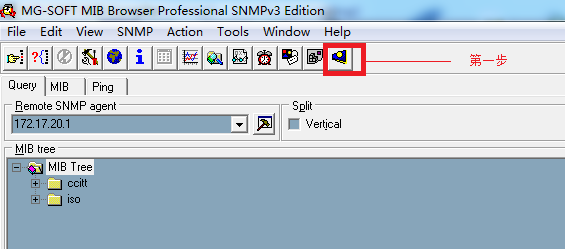 MG-SOFT MIB Browser Professional SNMPv3 Edition
File Edit View SNMP Action Tools Window Help
第一步
Query MIB Ping
Remote SNMP agent Split
172.17.20.1 Vertical
MIB tree
MIB Tree
ccitt
iso